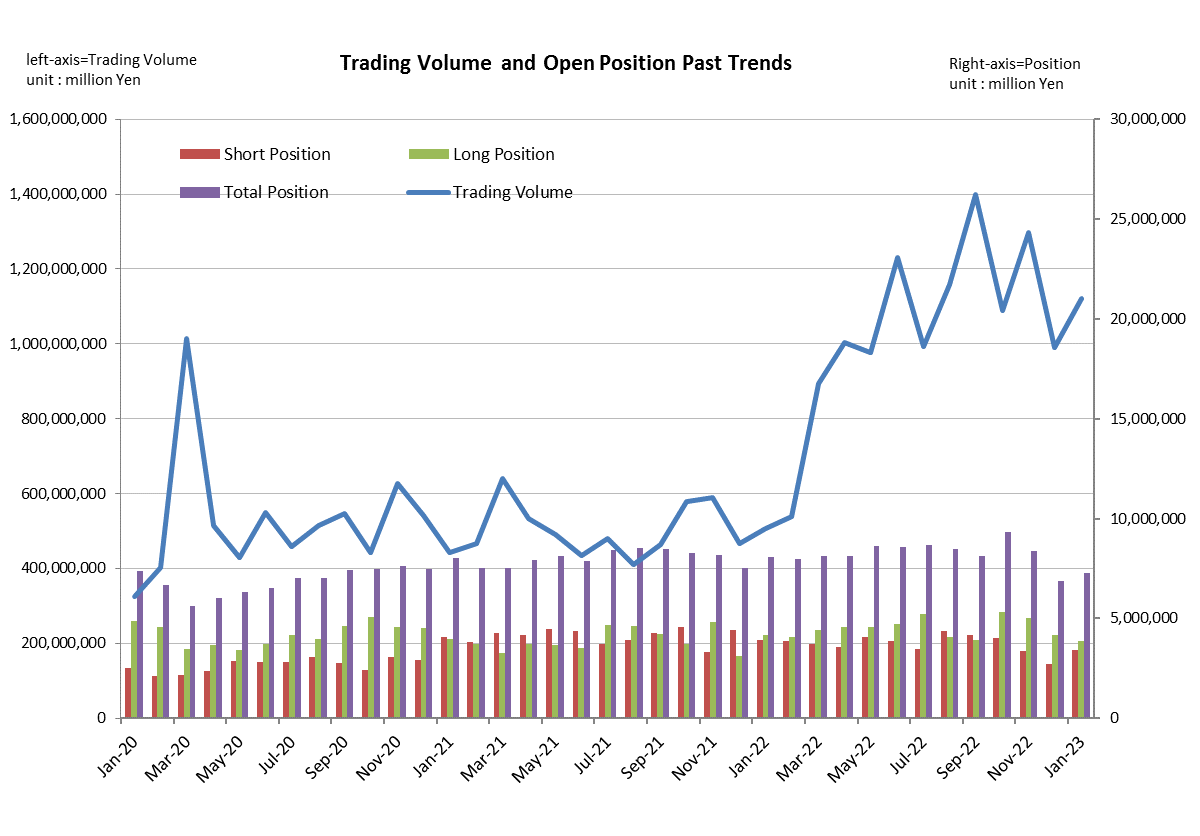 left-axis=Trading Volume
unit : million Yen
Trading Volume and Open Position Past Trends
Right-axis=Position
unit : million Yen
1,600,000,000
1,400,000,000
1,200,000,000
1,000,000,000
800,000,000
600,000,000
400,000,000
200,000,000
0
Short Position
Long Position
Total Position
Trading Volume
30,000,000
25,000,000
20,000,000
15,000,000
10,000,000
5,000,000
0
Jan-20
Mar-20
May-20
Jul-20
Sep-20
Nov-20
Jan-21
Mar-21
May-21
Jul-21
Sep-21
Nov-21
Jan-22
Mar-22
May-22
Jul-22
Sep-22
Nov-22
Jan-23